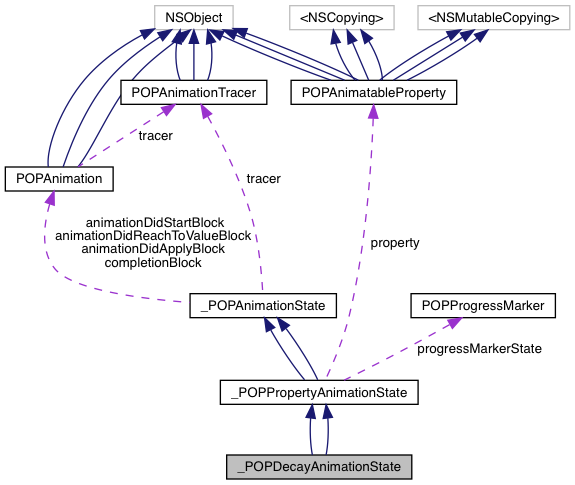 NSObject
<NSCopying>
<NSMutableCopying>
POPAnimationTracer
POPAnimatableProperty
tracer
POPAnimation
tracer
animationDidStartBlock
animationDidReachToValueBlock
animationDidApplyBlock
completionBlock
property
_POPAnimationState
POPProgressMarker
progressMarkerState
_POPPropertyAnimationState
_POPDecayAnimationState